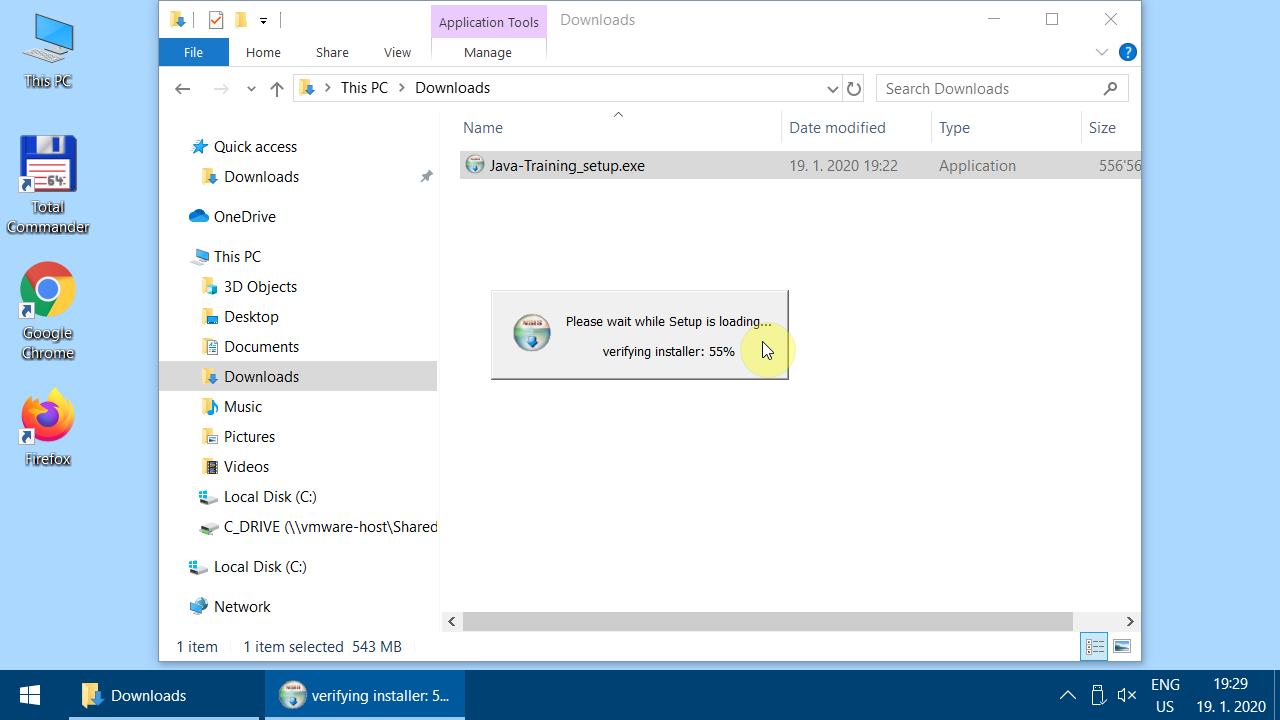 This PC
Total
Commander
64
Google
Chrome
Firefox
Application Tools
Downloads
File
Home
Share
View
Manage
?
This PC
Downloads
Search Downloads
Name
Date modified
Type
Size
Quick access
Downloads
OneDrive
This PC
3D Objects
Desktop
Documents
Downloads
Music
Pictures
Videos
Local Disk (C:)
C_DRIVE (\\vmware-host\Shared
Local Disk (C:)
Network
Java-Training_setup.exe
19. 1. 2020 19:22
Application
556'56
Please wait while Setup is loading...
verifying installer: 55%
1 item
1 item selected 543 MB
Downloads
verifying installer: 5...
ENG
US
19:29
19. 1. 2020